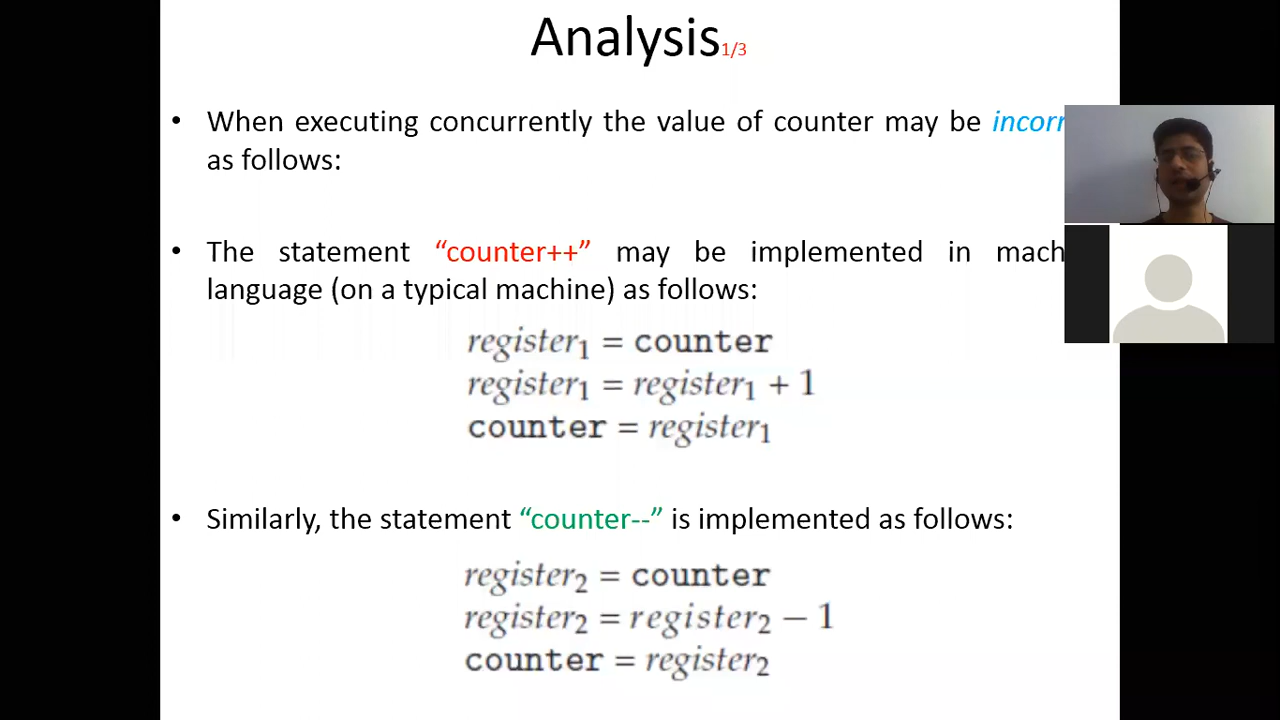 Analysis1/3
• When executing concurrently the value of counter may be
as follows:
• The statement “counter++” may be implemented in
language (on a typical machine) as follows:
register₁ = counter
register₁ = register₁ + 1
counter = register₁
• Similarly, the statement “counter--” is implemented as follows:
register₂ = counter
register₂ = register₂ − 1
counter = register₂